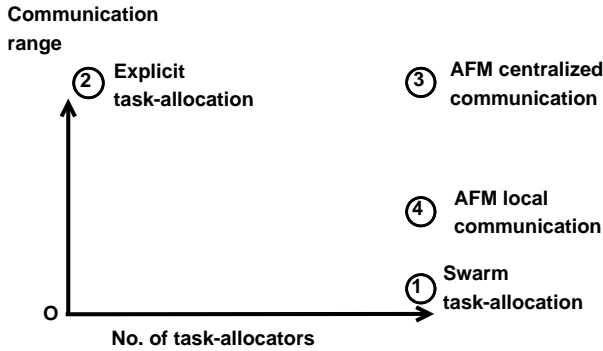 Communication
range
2 Explicit
task-allocation
3 AFM centralized
communication
4 AFM local
communication
1 Swarm
task-allocation
O
No. of task-allocators